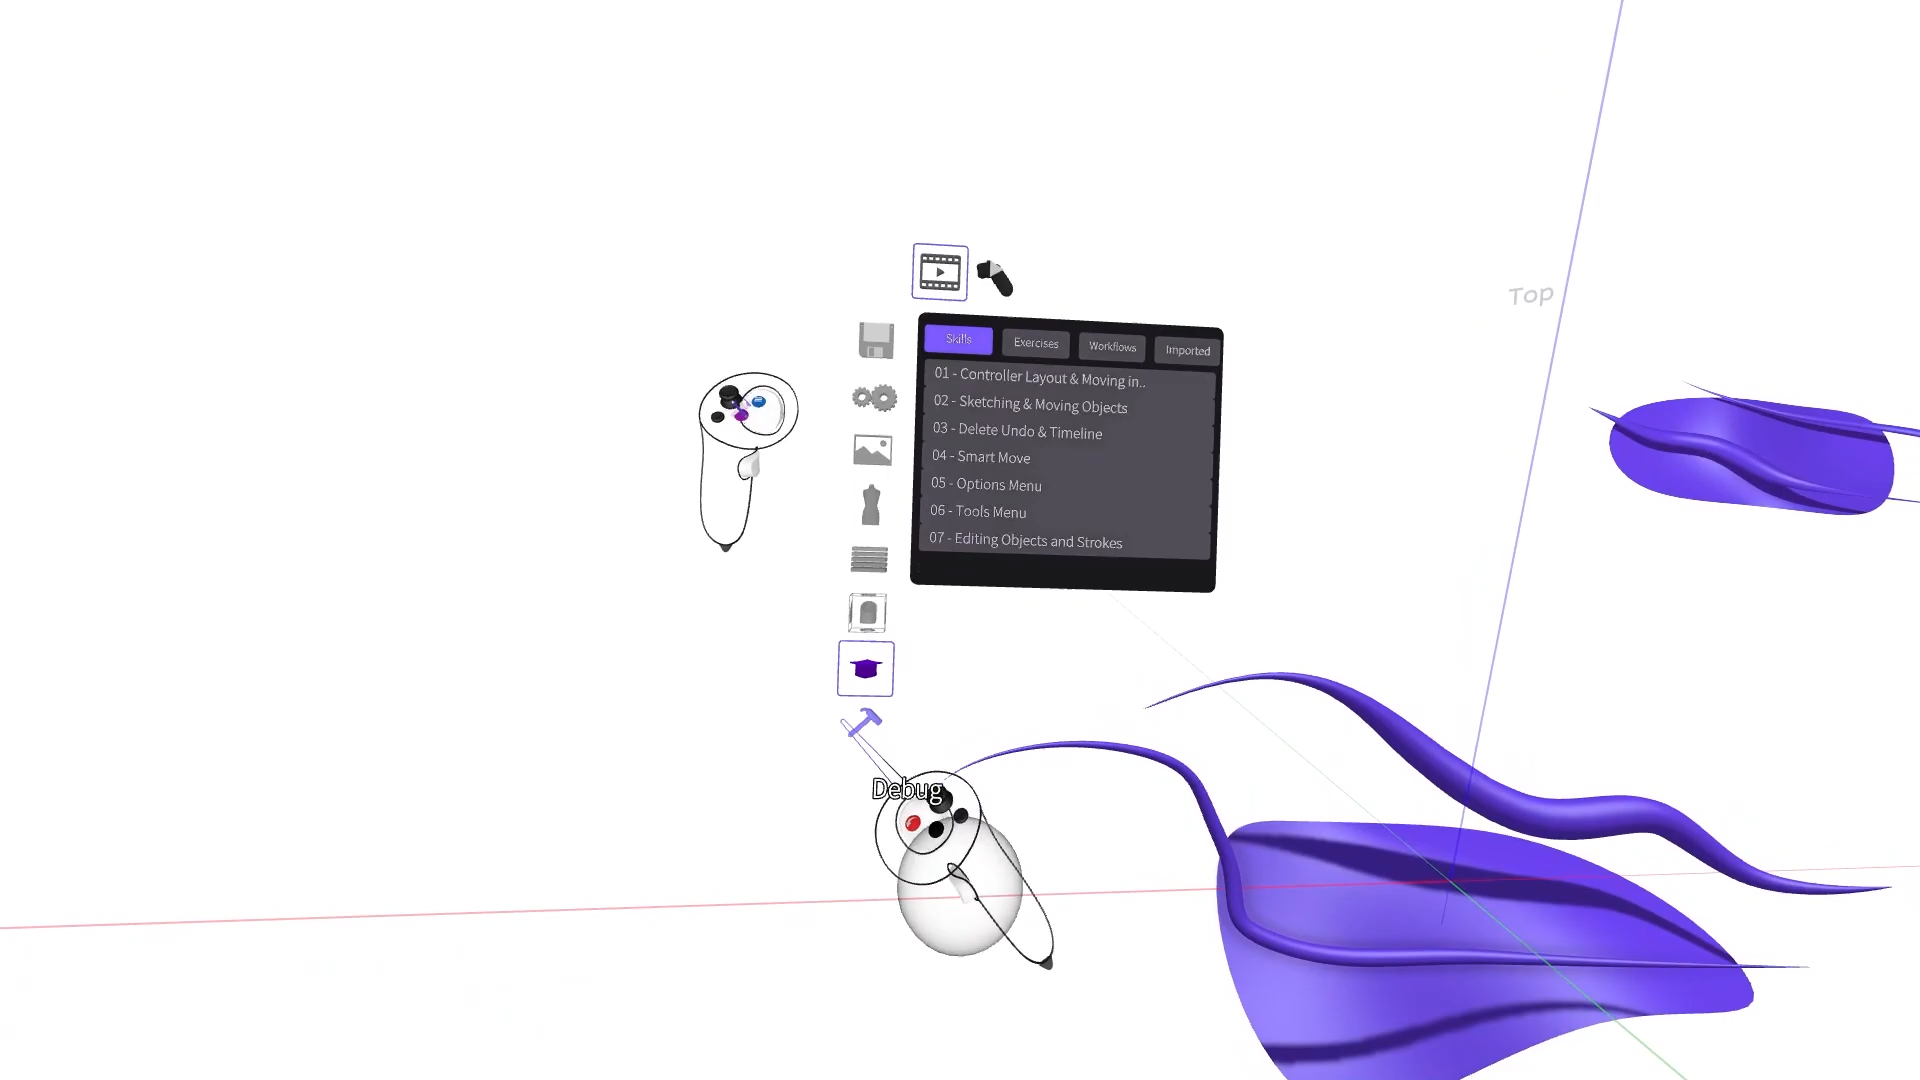 Top
Skills
Exercises
Workflows
Imported
01 - Controller Layout & Moving in..
02 - Sketching & Moving Objects
03 - Delete Undo & Timeline
04 - Smart Move
05 - Options Menu
06 - Tools Menu
07 - Editing Objects and Strokes
Debug